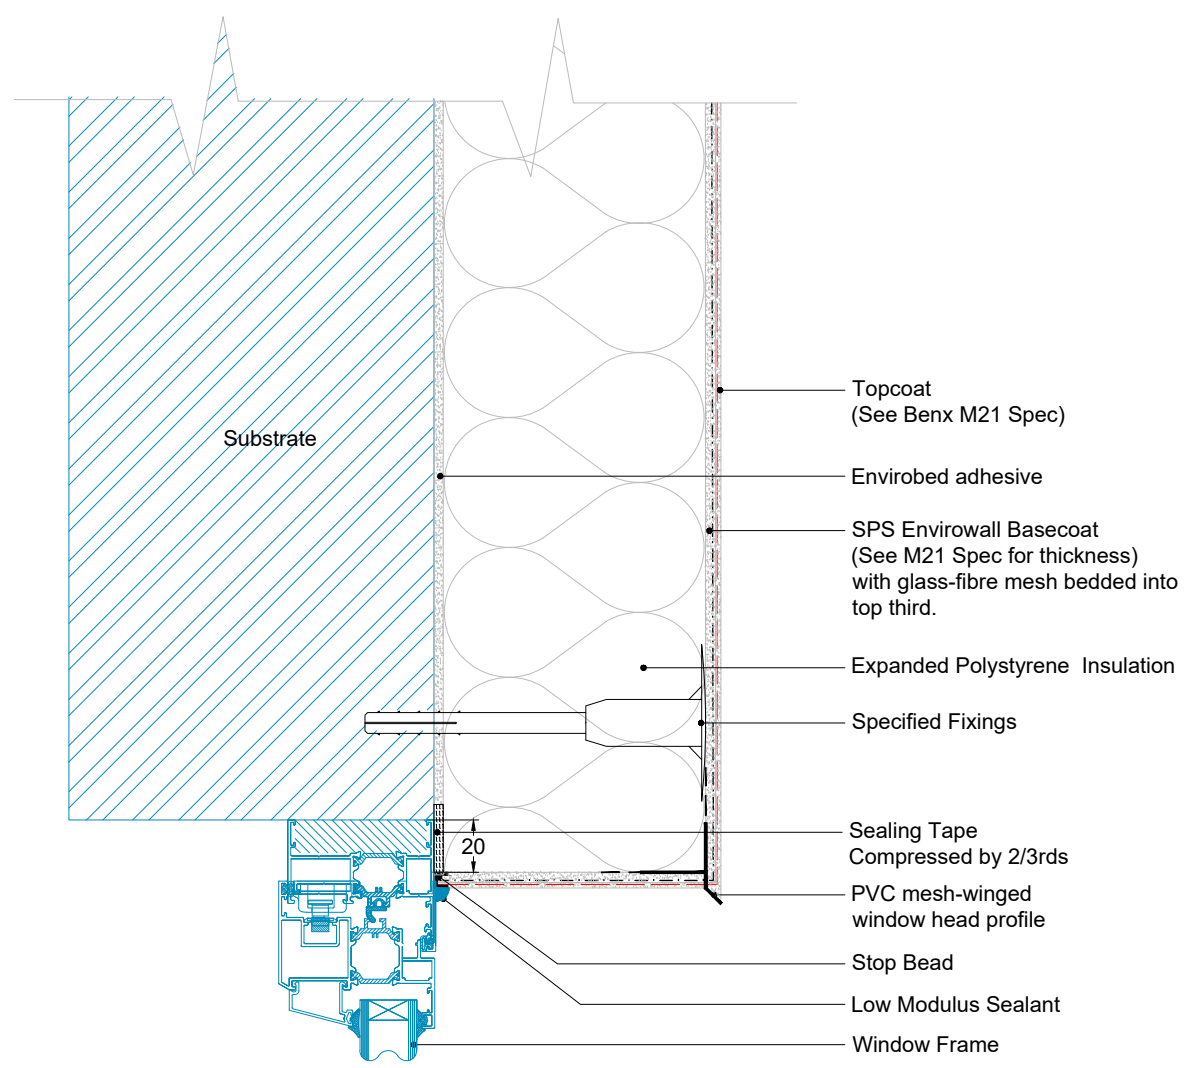 Topcoat
(See Benx M21 Spec)
Substrate
Envirobed adhesive
SPS Envirowall Basecoat
(See M21 Spec for thickness)
with glass-fibre mesh bedded into
top third.
Expanded Polystyrene Insulation
Specified Fixings
20
Sealing Tape
Compressed by 2/3rds
PVC mesh-winged
window head profile
Stop Bead
Low Modulus Sealant
Window Frame